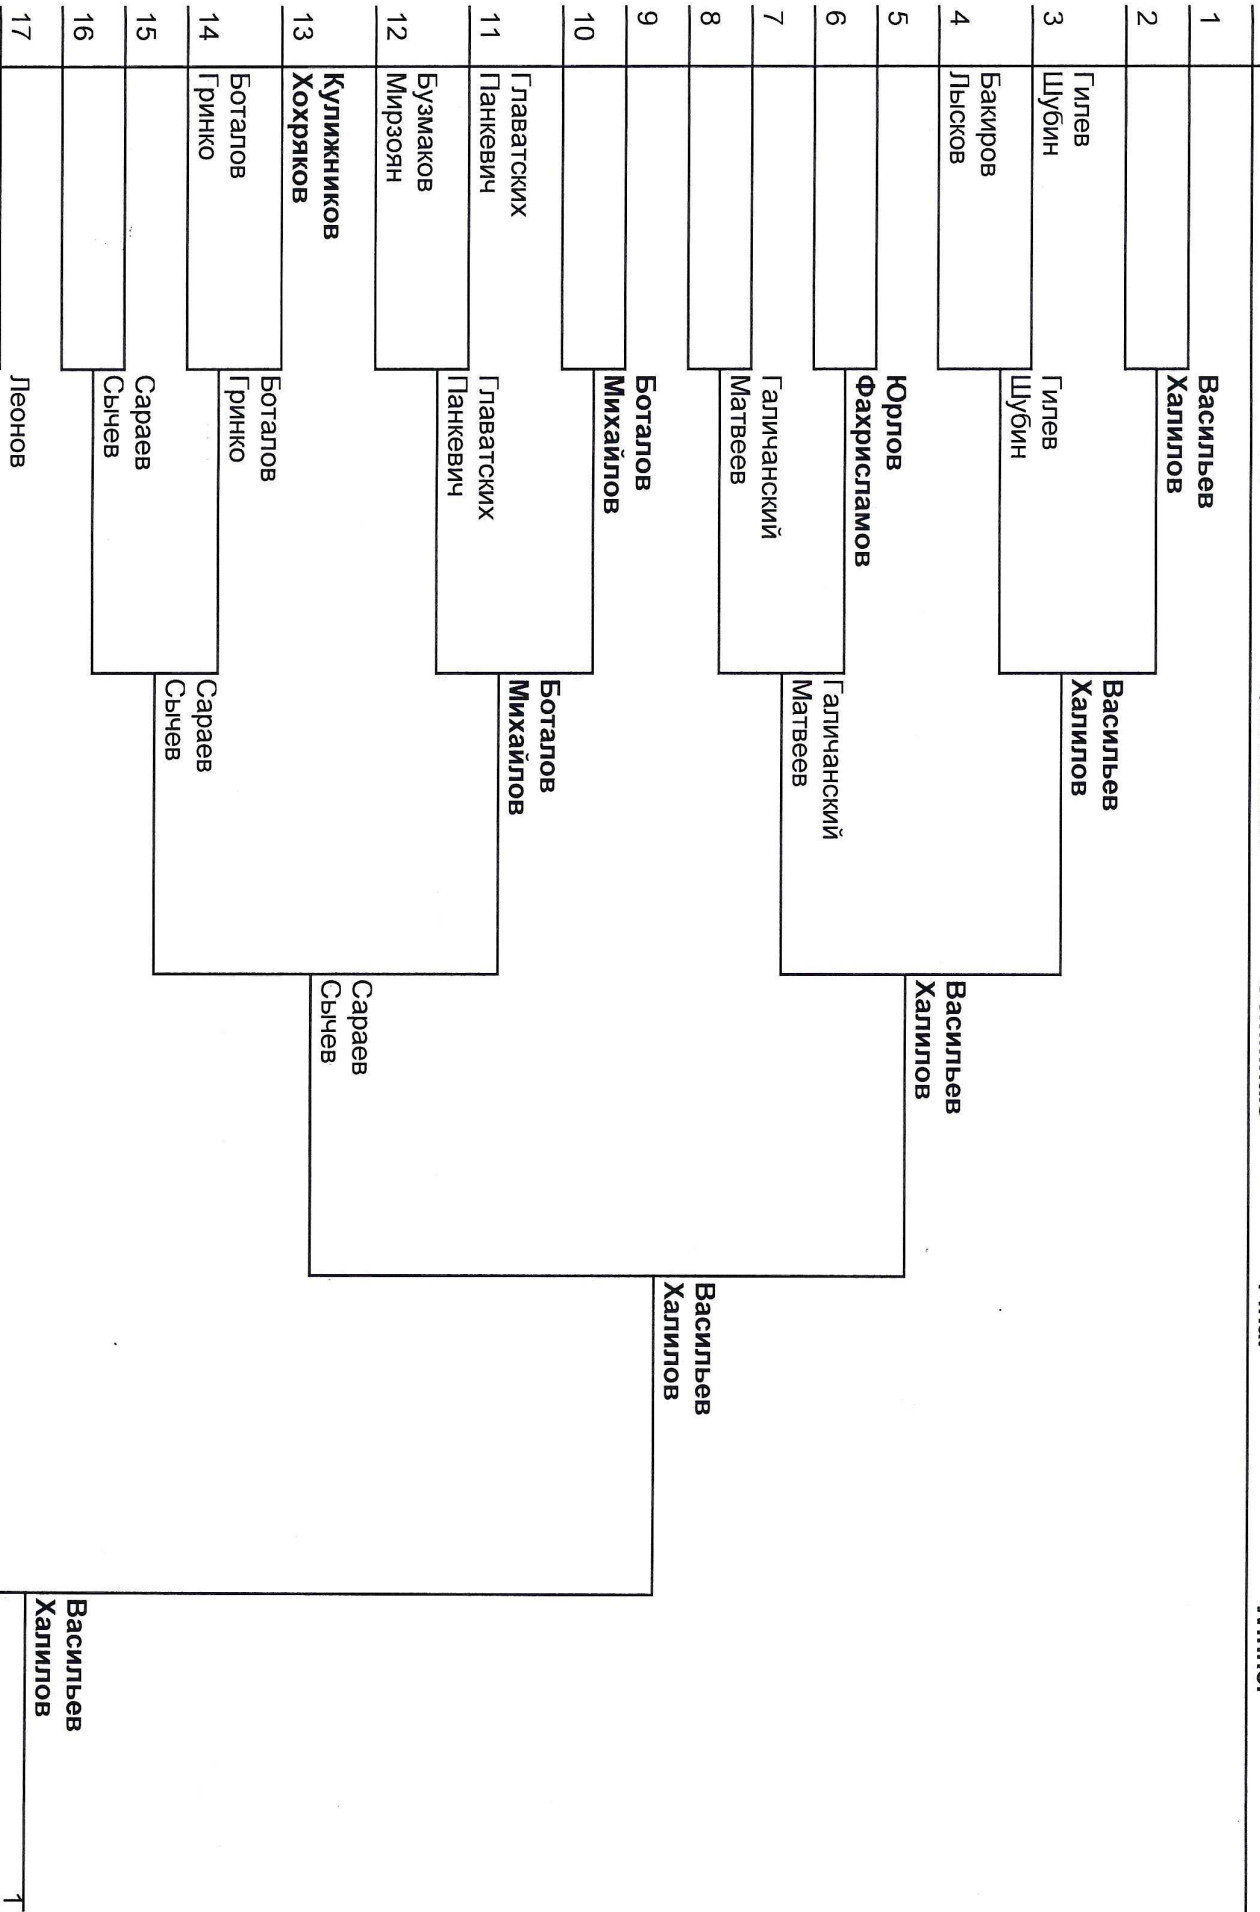 1
Васильев
Халилов
2
Васильев
Халилов
3
Гилев
Шубин
Гилев
Шубин
4
Бакиров
Лысков
Васильев
Халилов
5
Юрлов
Фахрисламов
6
Галичанский
Матвеев
7
Галичанский
Матвеев
8
Васильев
Халилов
9
Боталов
Михайлов
10
Боталов
Михайлов
11
Главатских
Панкевич
Главатских
Панкевич
12
Бузмаков
Мирзоян
Сараев
Сычев
13
Кулижников
Хохряков
14
Боталов
Гринко
Боталов
Гринко
Сараев
Сычев
15
Сараев
Сычев
16
Васильев
Халилов
17
Леонов
1